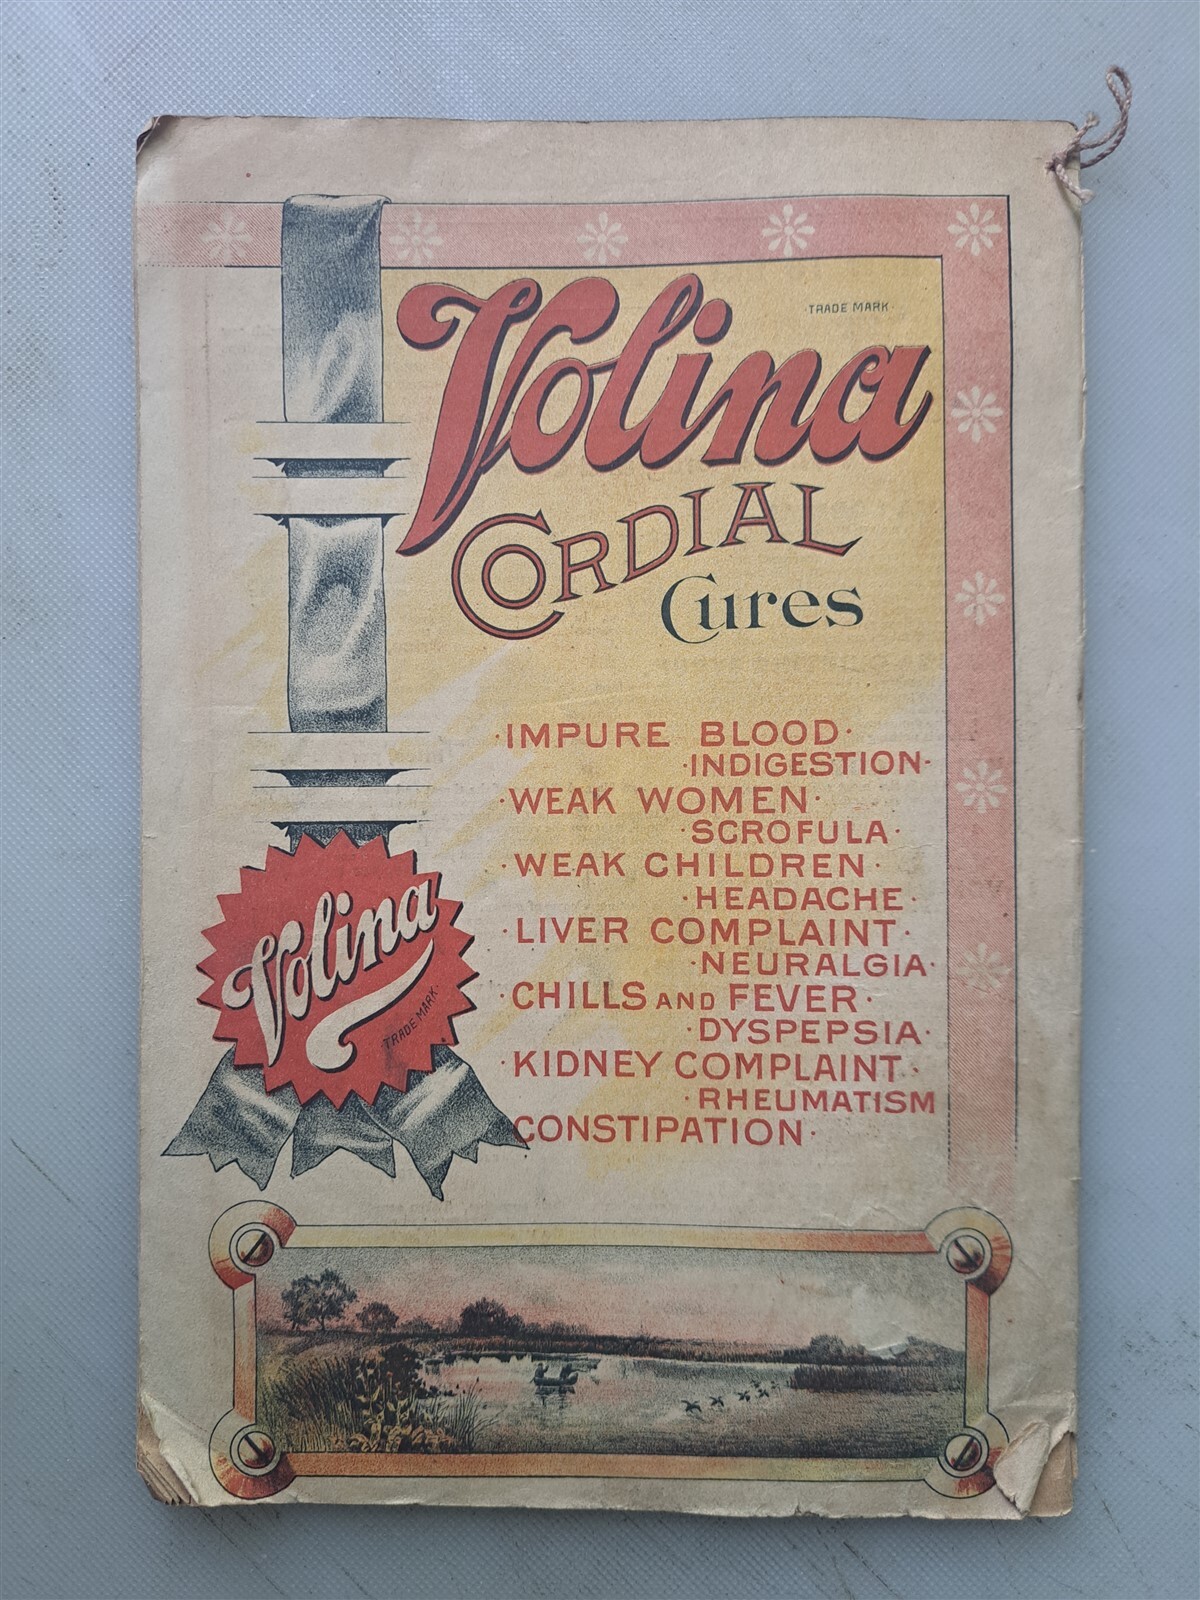 TRADE MARK
Volina
CORDIAL
Cures
·IMPURE BLOOD·
·INDIGESTION·
·WEAK WOMEN·
·SCROFULA·
·WEAK CHILDREN·
·HEADACHE·
·LIVER COMPLAINT·
·NEURALGIA·
·CHILLS AND FEVER·
·DYSPEPSIA·
·KIDNEY COMPLAINT·
·RHEUMATISM
CONSTIPATION·
Volina
TRADE MARK·